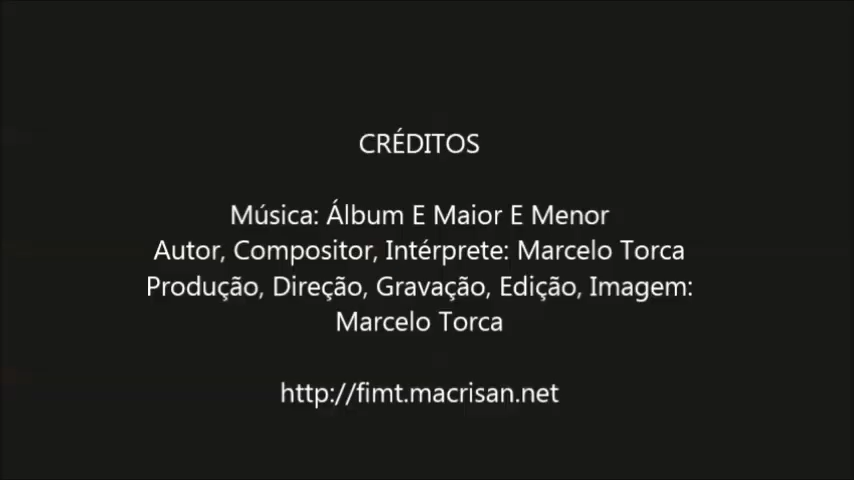 CRÉDITOS
Música: Álbum E Maior E Menor
Autor, Compositor, Intérprete: Marcelo Torca
Produção, Direção, Gravação, Edição, Imagem:
Marcelo Torca
http://fimt.macrisan.net